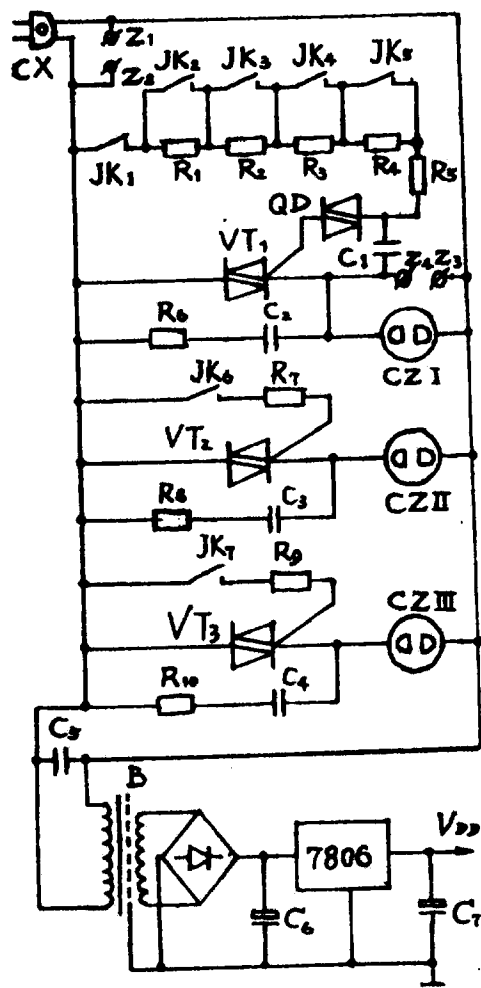 CX
Z₁
Z₂
JK₂
JK₃
JK₄
JK₅
JK₁
R₁
R₂
R₃
R₄
R₅
QD
VT₁
C₁
Z₄
Z₃
R₆
C₂
CZ I
JK₆
R₇
VT₂
R₈
C₃
CZ II
JK₇
R₉
VT₃
CZ III
R₁₀
C₄
C₅
B
7806
V_DD
C₆
C₇